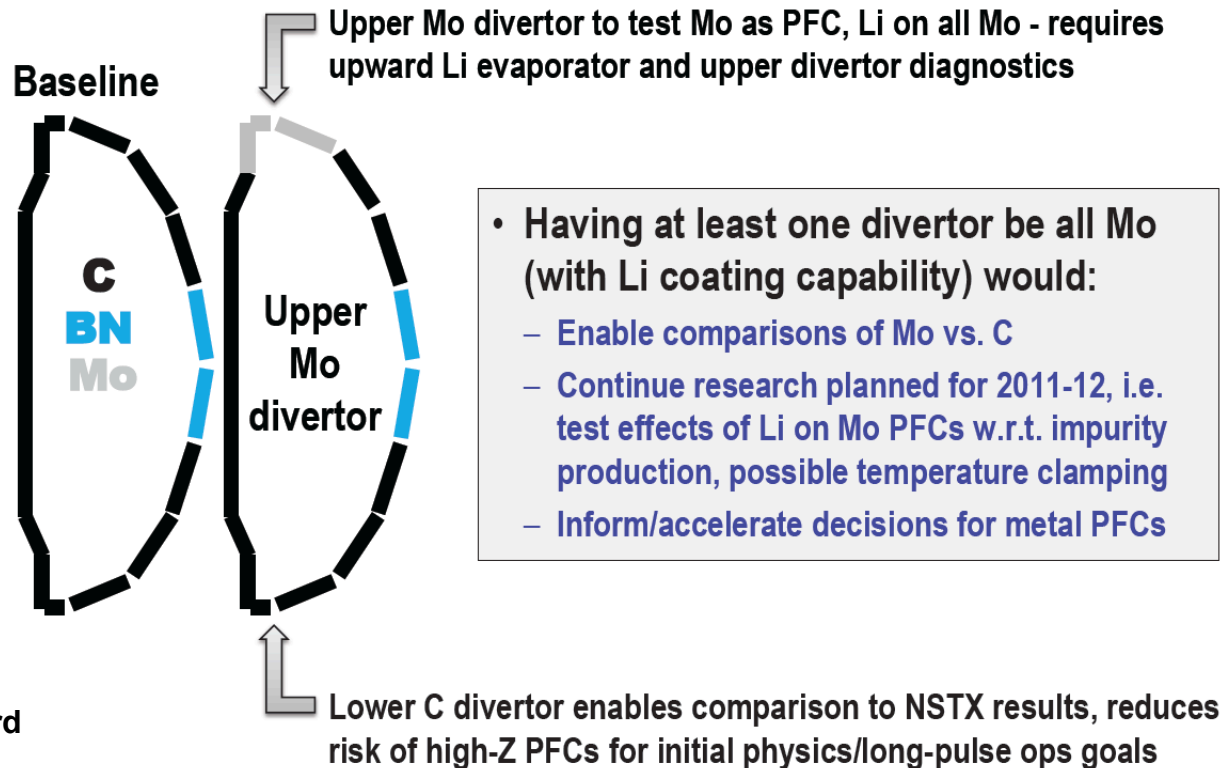 Upper Mo divertor to test Mo as PFC, Li on all Mo - requires
upward Li evaporator and upper divertor diagnostics
Baseline
C
BN
Mo
Upper
Mo
divertor
• Having at least one divertor be all Mo
(with Li coating capability) would:
– Enable comparisons of Mo vs. C
– Continue research planned for 2011-12, i.e.
test effects of Li on Mo PFCs w.r.t. impurity
production, possible temperature clamping
– Inform/accelerate decisions for metal PFCs
Lower C divertor enables comparison to NSTX results, reduces
risk of high-Z PFCs for initial physics/long-pulse ops goals
rd